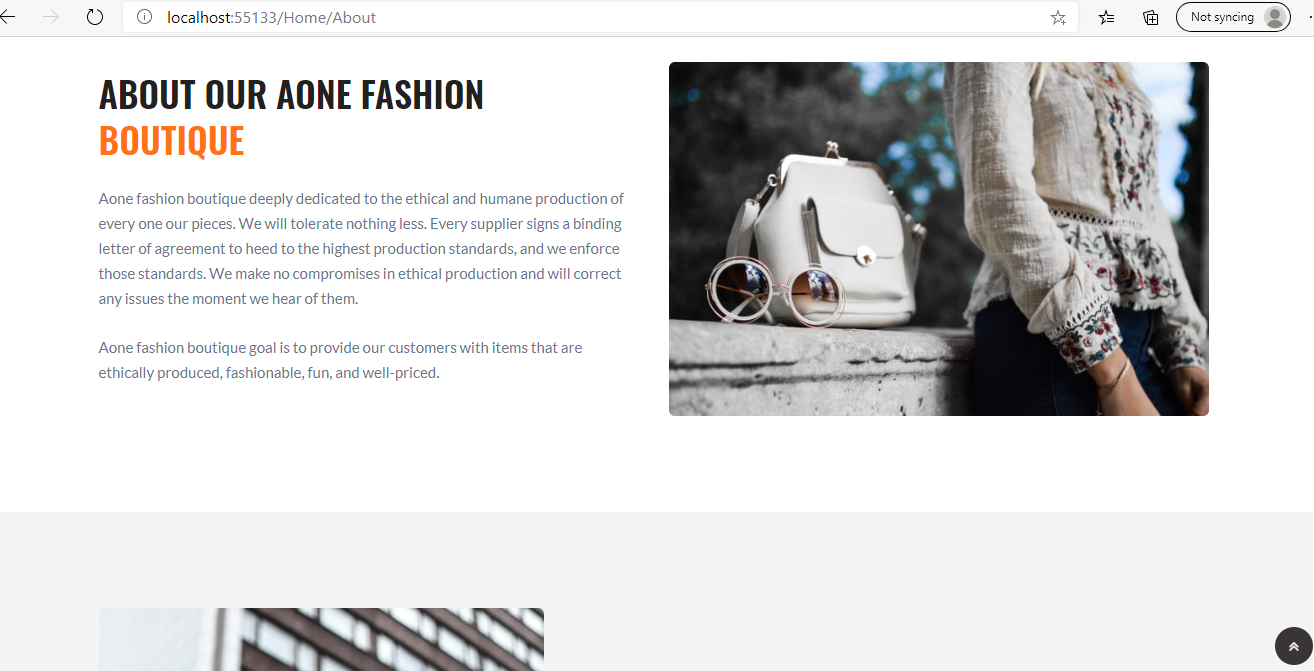 localhost:55133/Home/About
Not syncing
ABOUT OUR AONE FASHION
BOUTIQUE
Aone fashion boutique deeply dedicated to the ethical and humane production of
every one our pieces. We will tolerate nothing less. Every supplier signs a binding
letter of agreement to heed to the highest production standards, and we enforce
those standards. We make no compromises in ethical production and will correct
any issues the moment we hear of them.
Aone fashion boutique goal is to provide our customers with items that are
ethically produced, fashionable, fun, and well-priced.